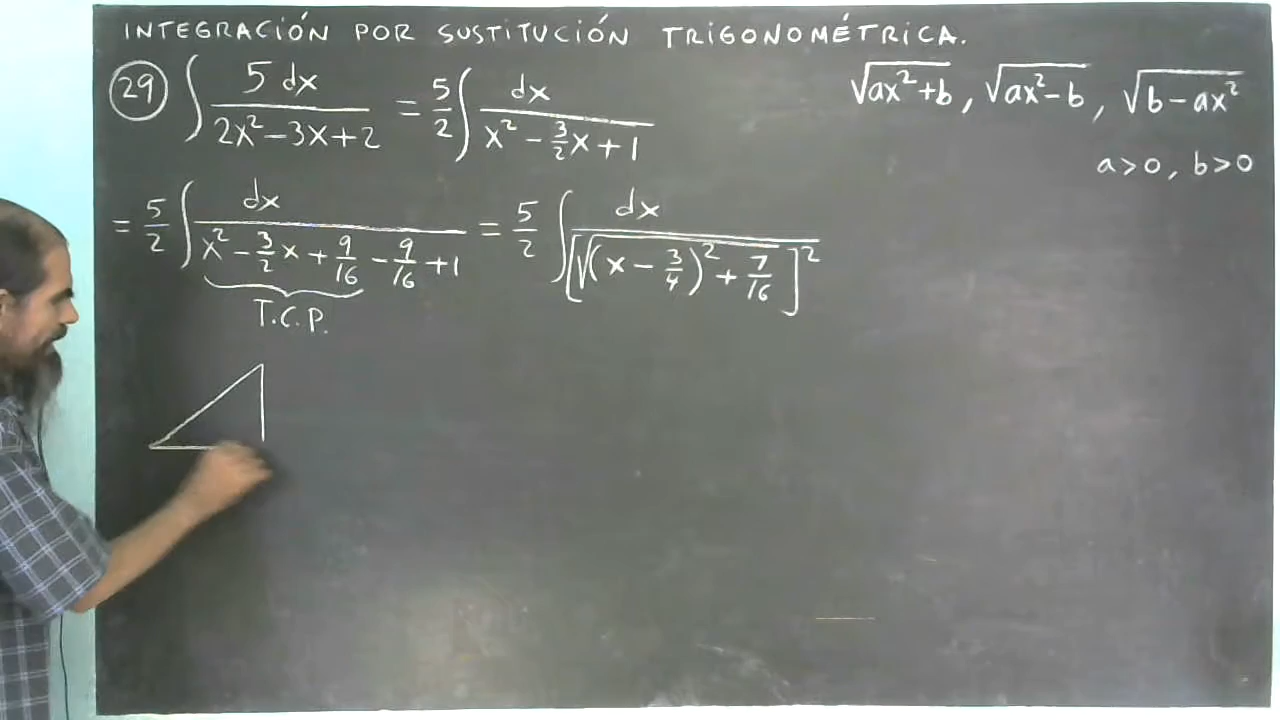 INTEGRACIÓN POR SUSTITUCIÓN TRIGONOMÉTRICA.
29 ∫ 5 dx / (2x² − 3x + 2) = 5/2 ∫ dx / (x² − 3/2 x + 1)
√(ax² + b), √(ax² − b), √(b − ax²)
a > 0, b > 0
= 5/2 ∫ dx / (x² − 3/2 x + 9/16 − 9/16 + 1) = 5/2 ∫ dx / [√((x − 3/4)² + 7/16)]²
T.C.P.